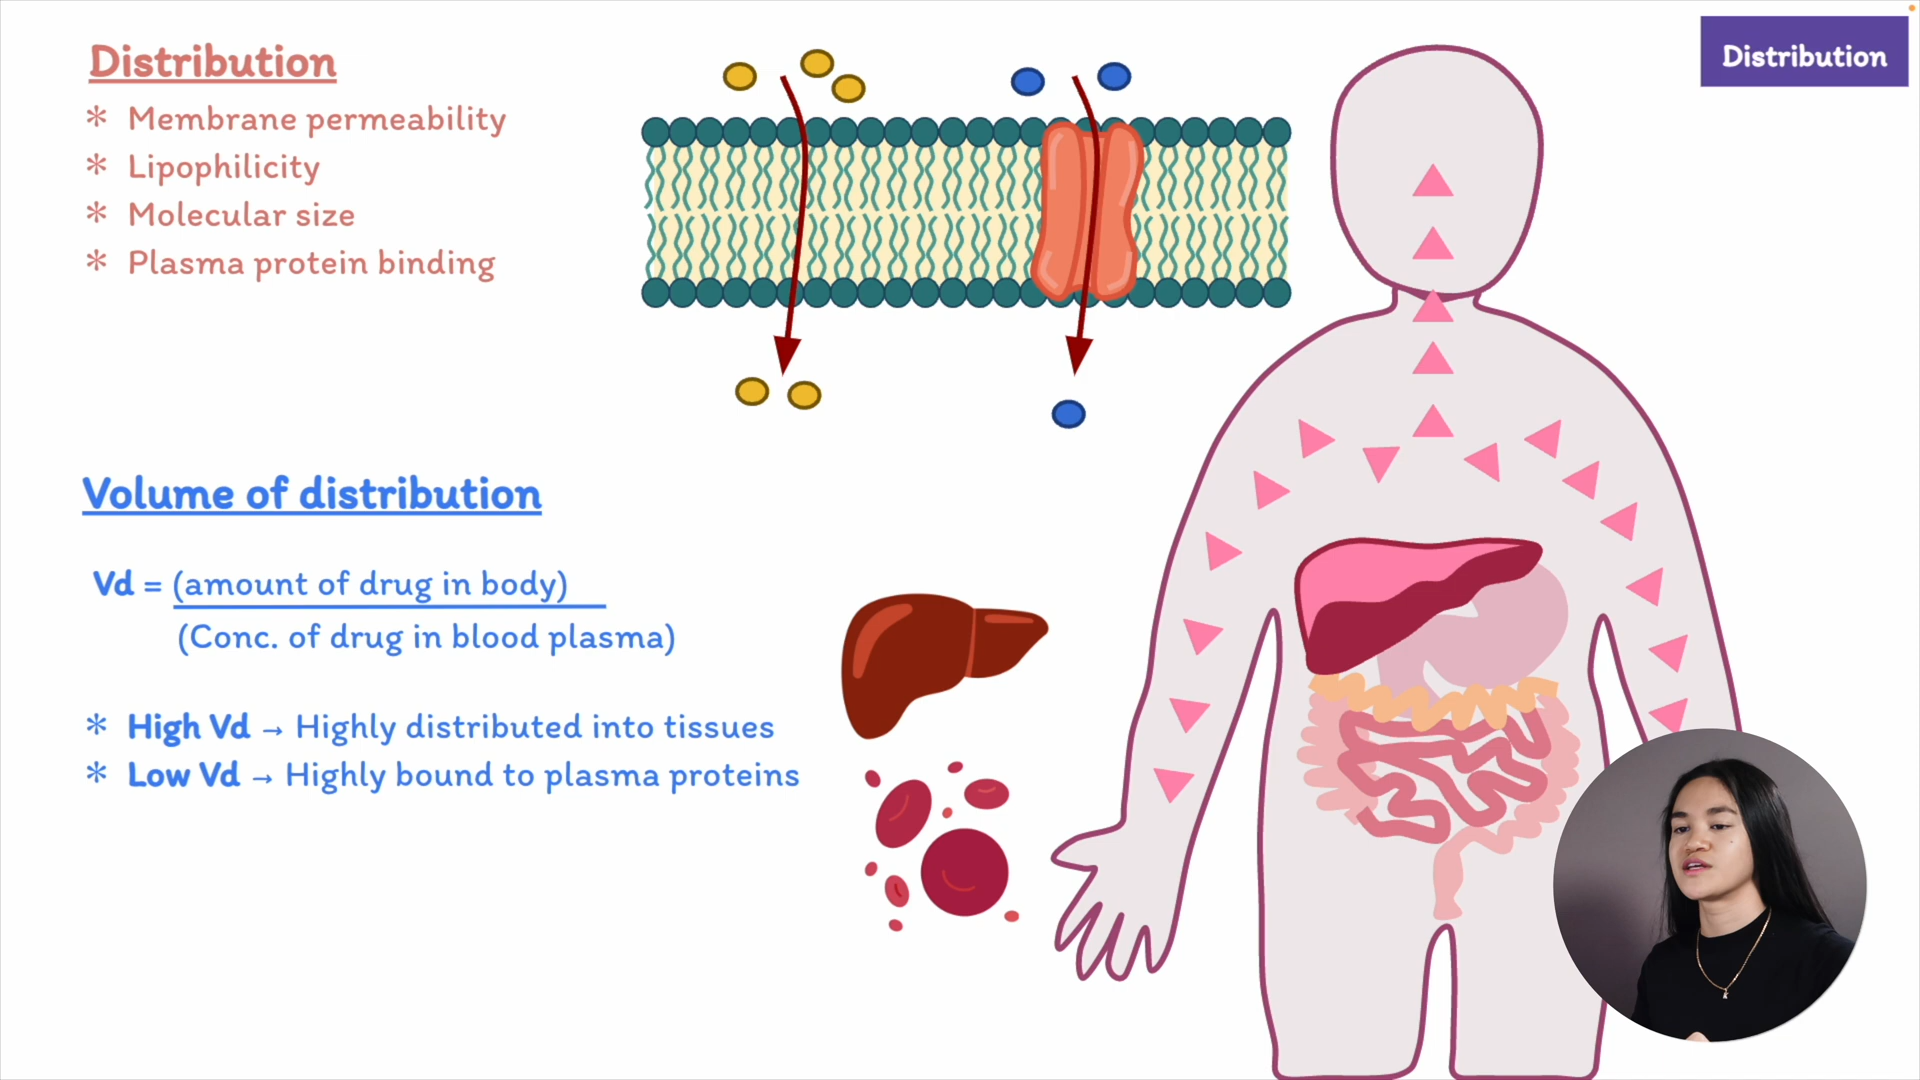 Distribution
Distribution
* Membrane permeability
* Lipophilicity
* Molecular size
* Plasma protein binding
Volume of distribution
Vd = (amount of drug in body)
(Conc. of drug in blood plasma)
* High Vd → Highly distributed into tissues
* Low Vd → Highly bound to plasma proteins